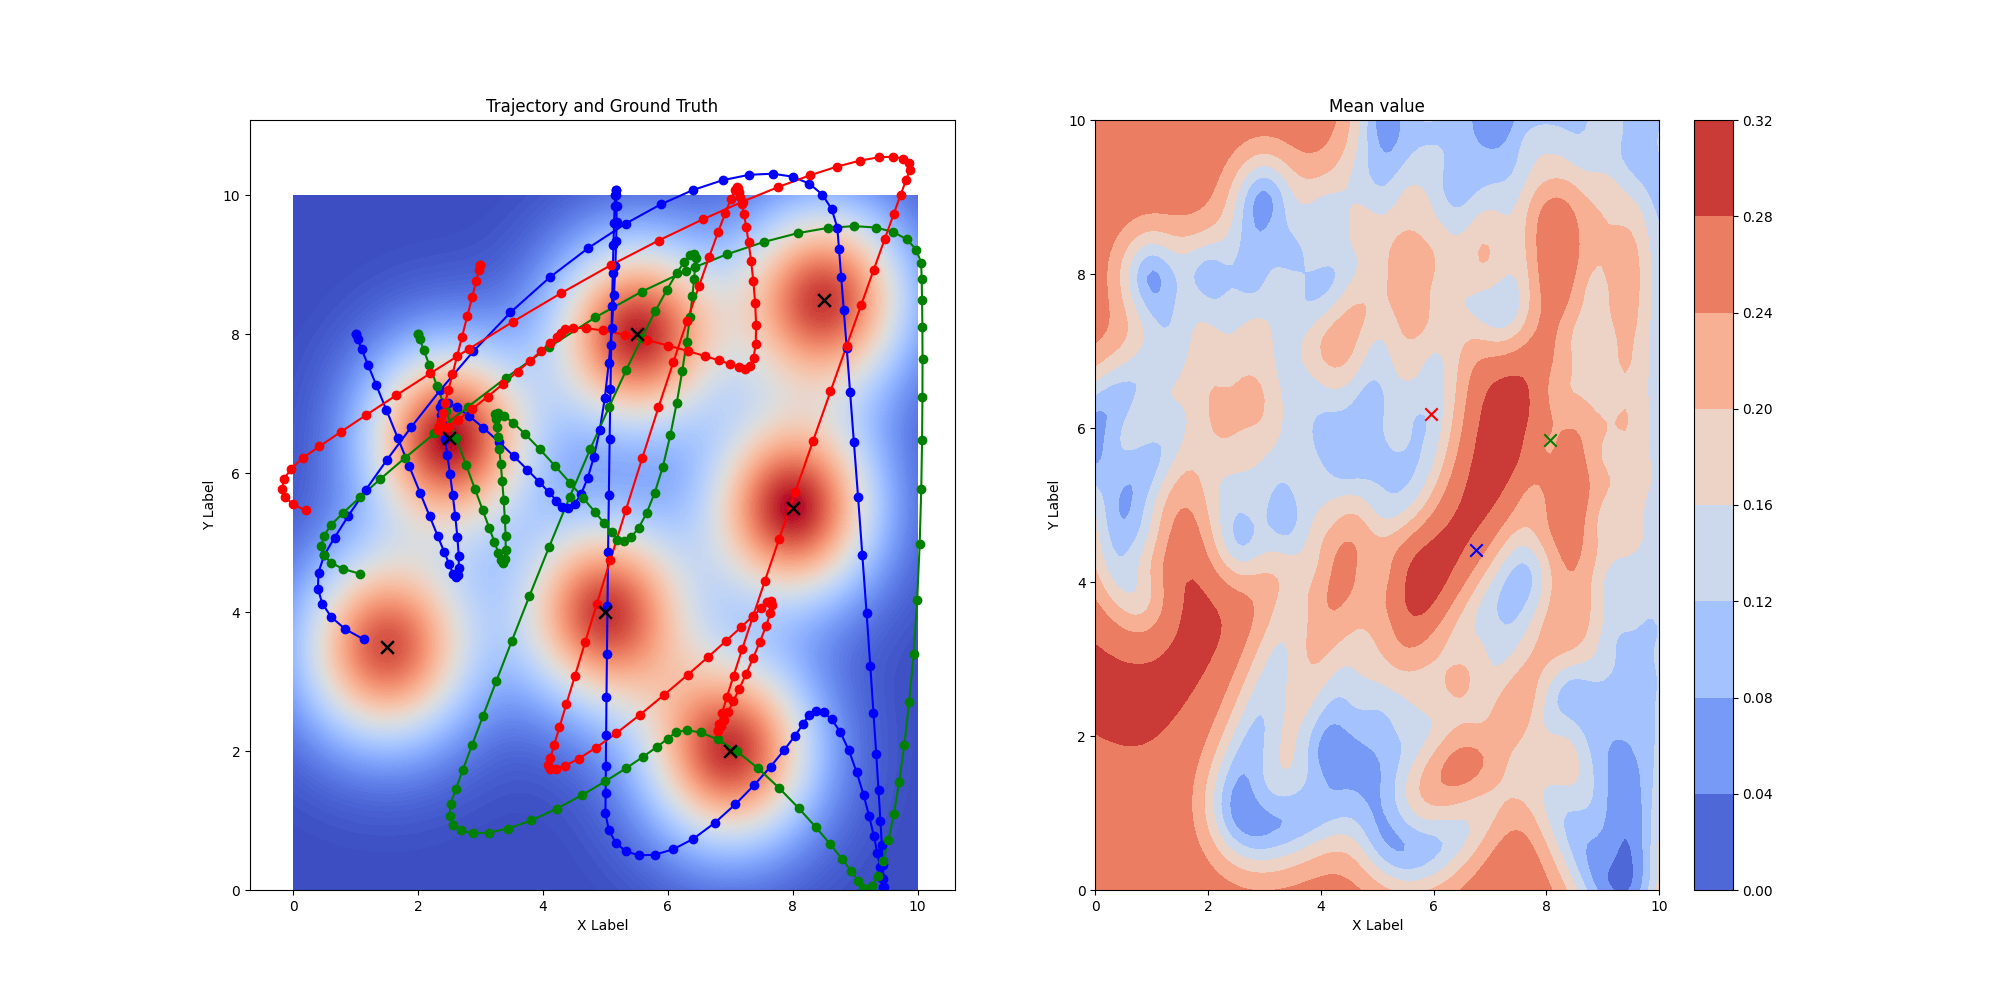 Trajectory and Ground Truth
Y Label
10
8
6
4
2
0
0 2 4 6 8 10
X Label
Mean value
Y Label
10
8
6
4
2
0
0 2 4 6 8 10
X Label
0.32
0.28
0.24
0.20
0.16
0.12
0.08
0.04
0.00